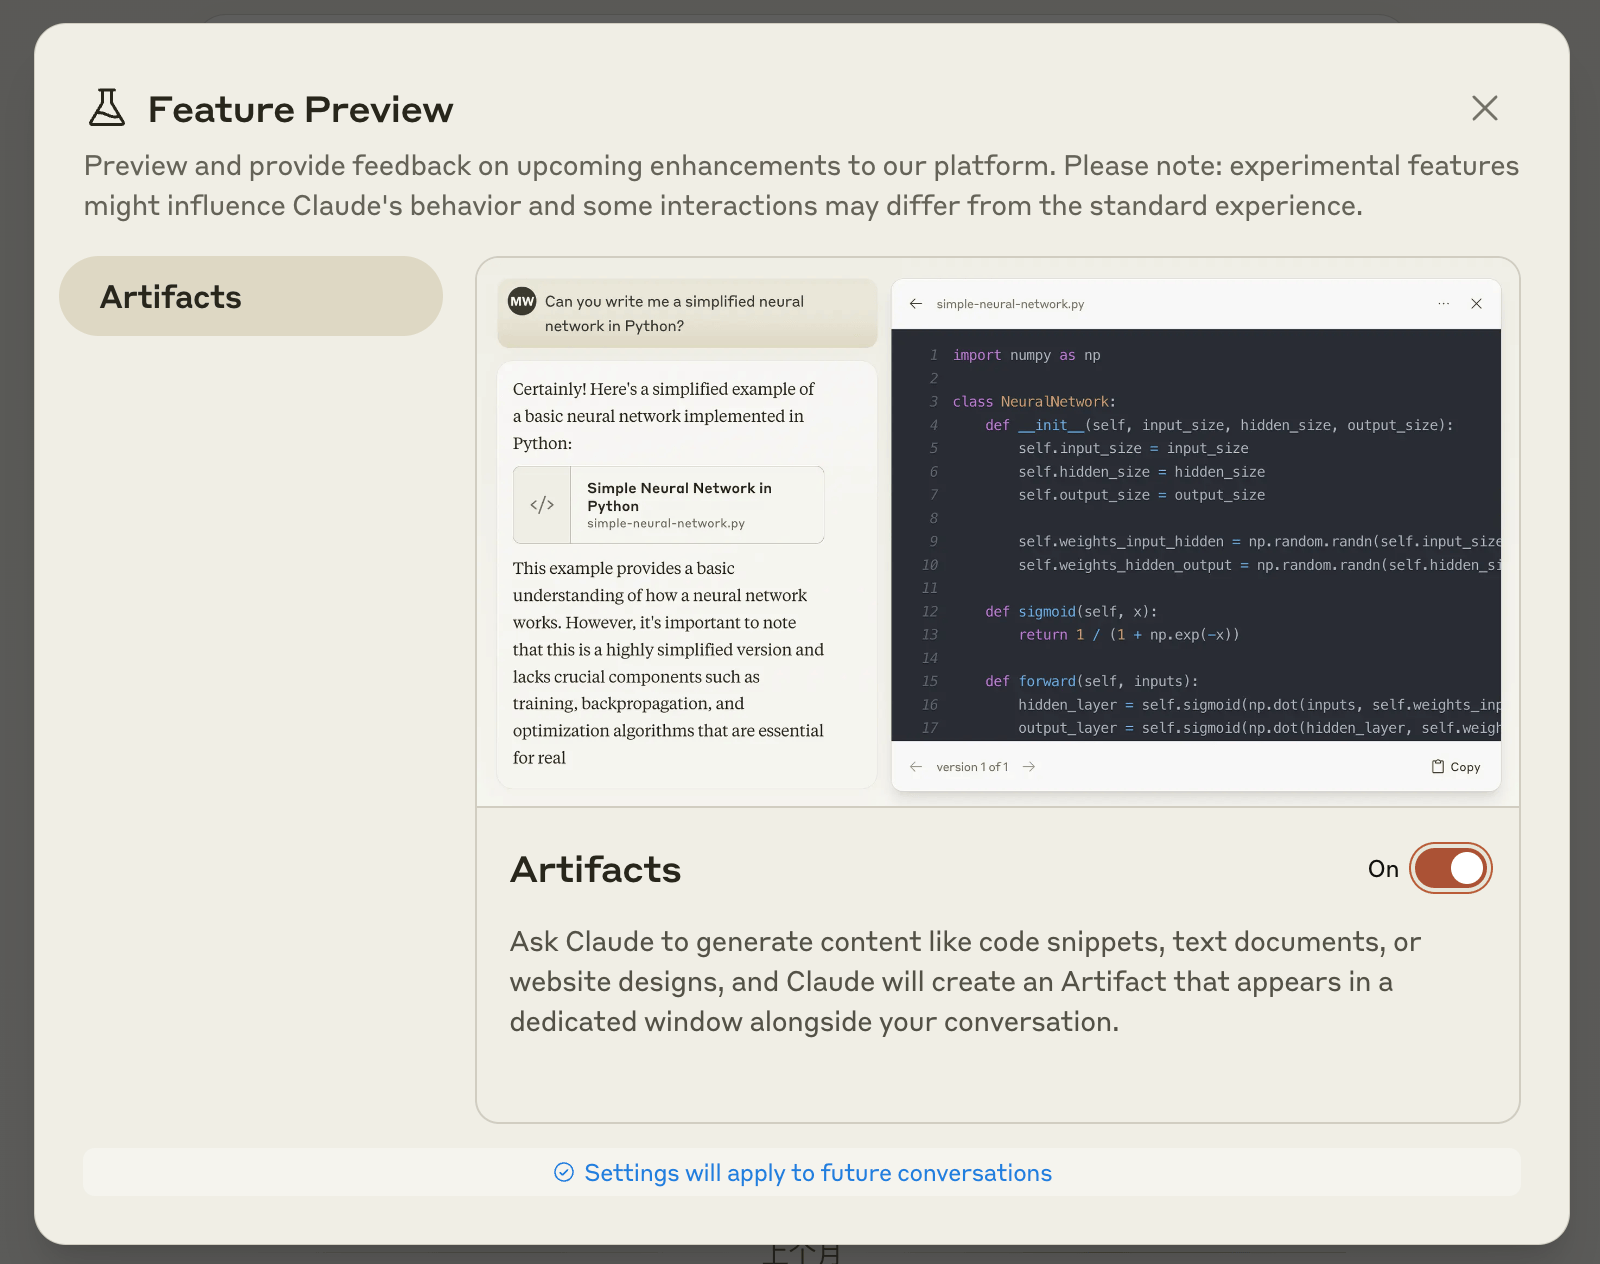 Feature Preview
Preview and provide feedback on upcoming enhancements to our platform. Please note: experimental features
might influence Claude's behavior and some interactions may differ from the standard experience.
Artifacts
MW
Can you write me a simplified neural
network in Python?
Certainly! Here's a simplified example of
a basic neural network implemented in
Python:
</>
Simple Neural Network in
Python
simple-neural-network.py
This example provides a basic
understanding of how a neural network
works. However, it's important to note
that this is a highly simplified version and
lacks crucial components such as
training, backpropagation, and
optimization algorithms that are essential
for real
simple-neural-network.py
1 import numpy as np
2
3 class NeuralNetwork:
4     def __init__(self, input_size, hidden_size, output_size):
5         self.input_size = input_size
6         self.hidden_size = hidden_size
7         self.output_size = output_size
8
9         self.weights_input_hidden = np.random.randn(self.input_size
10         self.weights_hidden_output = np.random.randn(self.hidden_si
11
12     def sigmoid(self, x):
13         return 1 / (1 + np.exp(-x))
14
15     def forward(self, inputs):
16         hidden_layer = self.sigmoid(np.dot(inputs, self.weights_inp
17         output_layer = self.sigmoid(np.dot(hidden_layer, self.weigh
version 1 of 1
Copy
Artifacts
On
Ask Claude to generate content like code snippets, text documents, or
website designs, and Claude will create an Artifact that appears in a
dedicated window alongside your conversation.
Settings will apply to future conversations
上个月